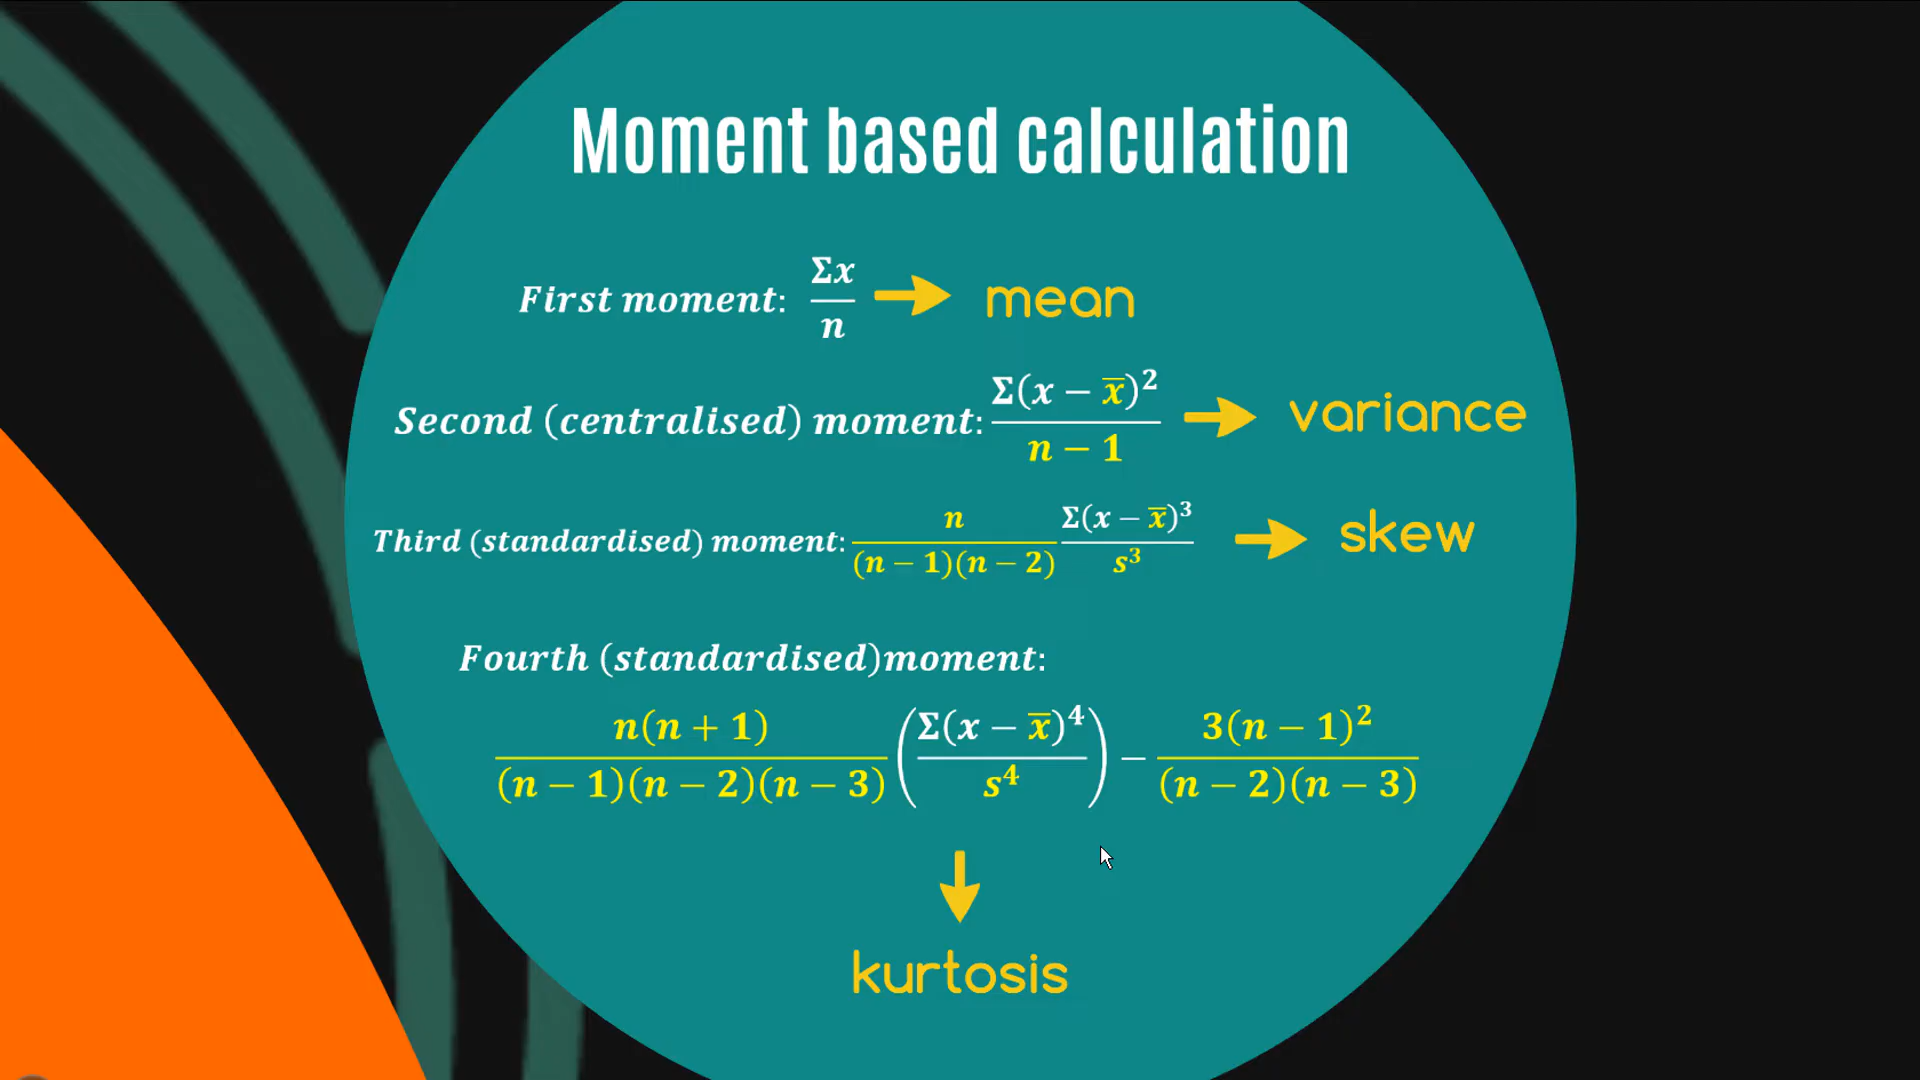 Moment based calculation
First moment: Σx/n → mean
Second (centralised) moment: Σ(x − x̅)²/(n − 1) → variance
Third (standardised) moment: n/((n − 1)(n − 2)) Σ(x − x̅)³/s³ → skew
Fourth (standardised)moment:
n(n + 1)/((n − 1)(n − 2)(n − 3)) (Σ(x − x̅)⁴/s⁴) − 3(n − 1)²/((n − 2)(n − 3))
kurtosis